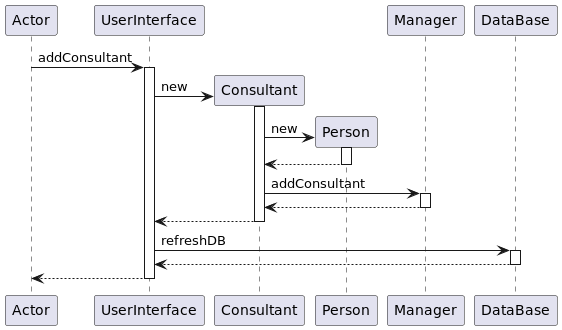 Actor
UserInterface
Manager
DataBase
addConsultant
new
Consultant
new
Person
addConsultant
refreshDB
Actor
UserInterface
Consultant
Person
Manager
DataBase